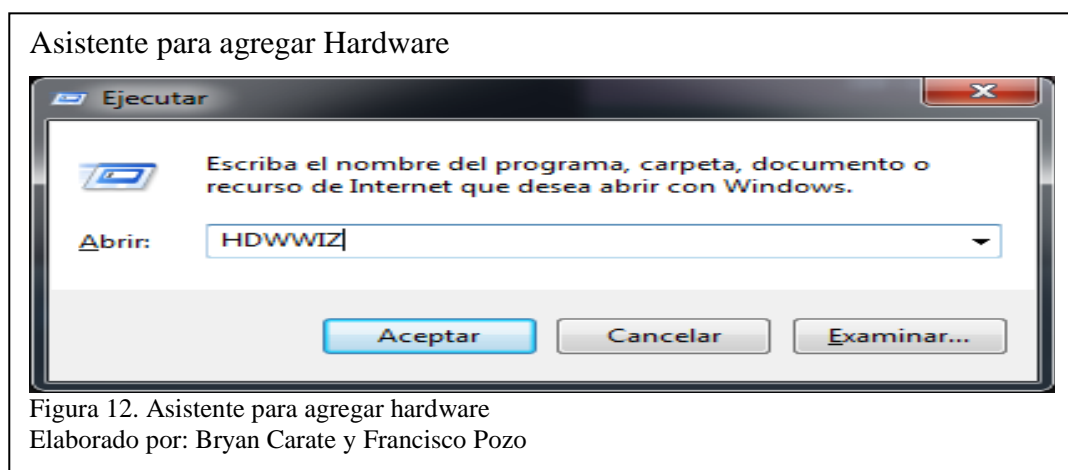 Asistente para agregar Hardware
Ejecutar
Escriba el nombre del programa, carpeta, documento o
recurso de Internet que desea abrir con Windows.
Abrir: HDWWIZ
Aceptar Cancelar Examinar...
Figura 12. Asistente para agregar hardware
Elaborado por: Bryan Carate y Francisco Pozo